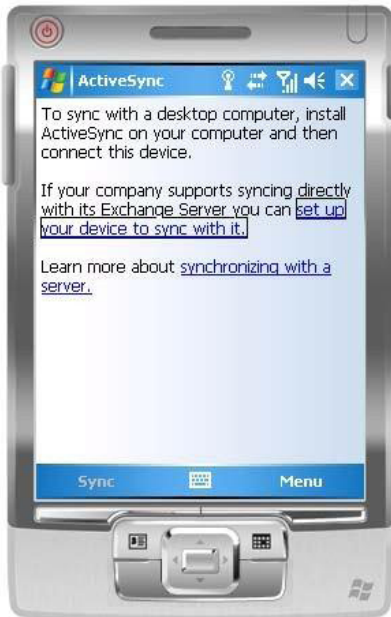 ActiveSync
To sync with a desktop computer, install
ActiveSync on your computer and then
connect this device.
If your company supports syncing directly
with its Exchange Server you can set up
your device to sync with it.
Learn more about synchronizing with a
server.
Sync Menu